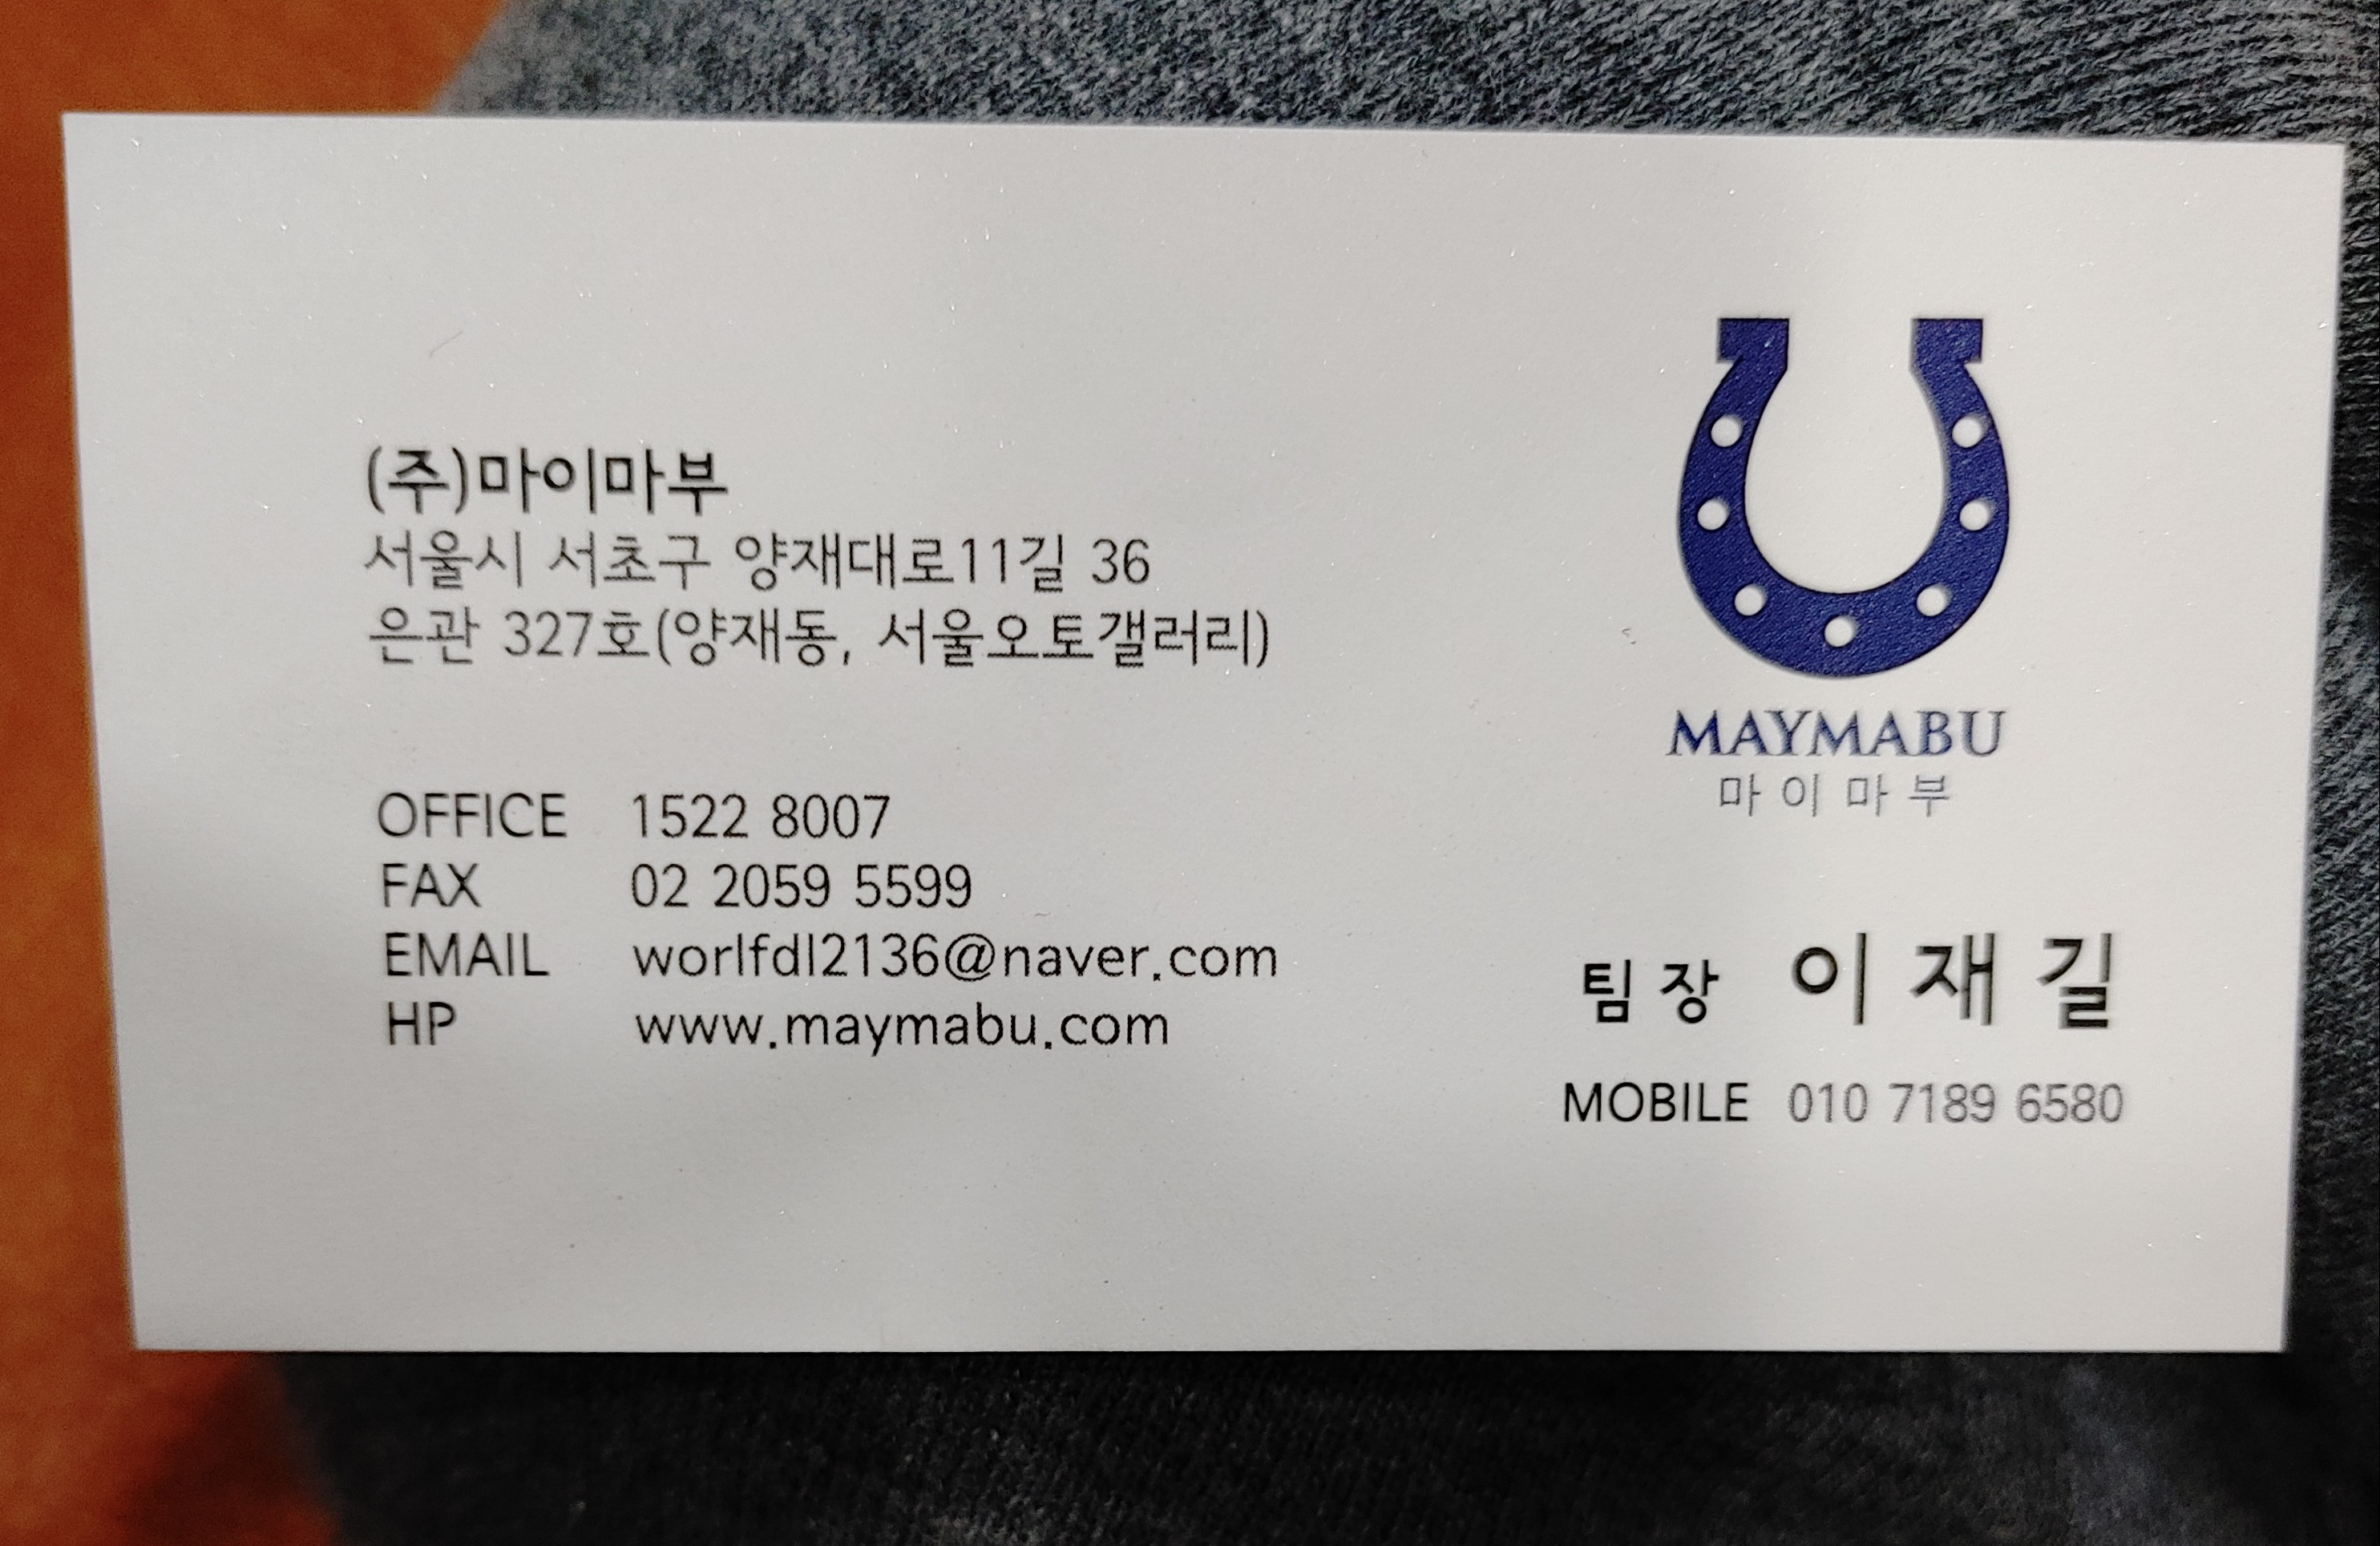 (주)마이마부
서울시 서초구 양재대로11길 36
은관 327호(양재동, 서울오토갤러리)
OFFICE 1522 8007
FAX 02 2059 5599
EMAIL worlfdl2136@naver.com
HP www.maymabu.com
MAYMABU
마이마부
팀장 이재길
MOBILE 010 7189 6580